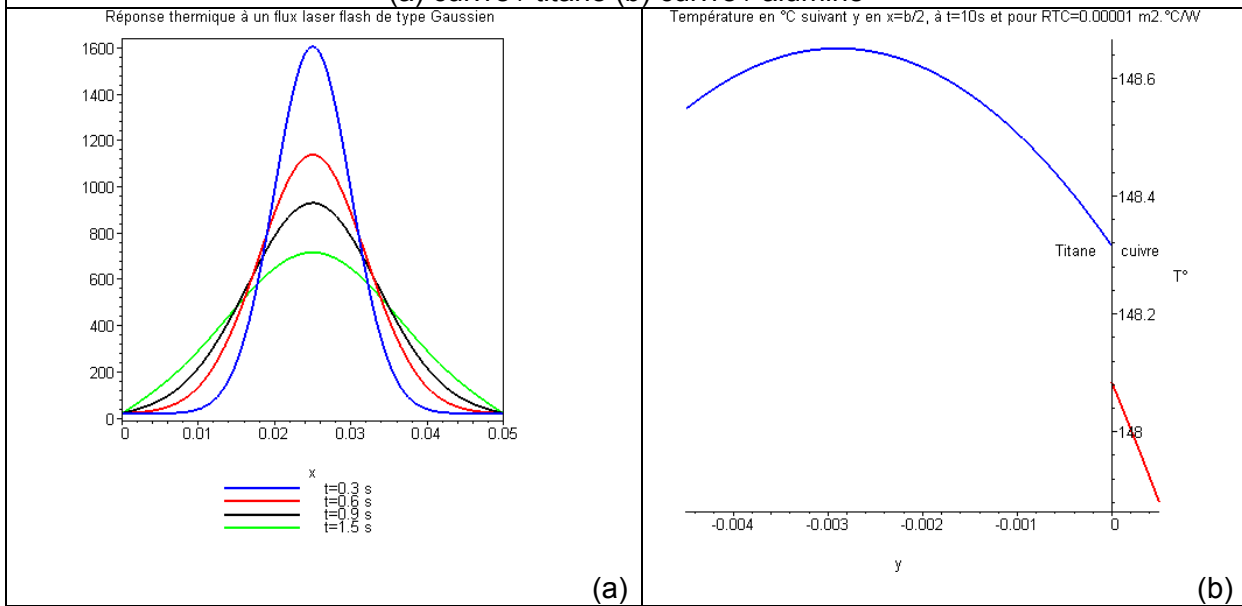 (a) cuivre / titane (b) cuivre / alumine
Réponse thermique à un flux laser flash de type Gaussien
1600
1400
1200
1000
800
600
400
200
0
0 0.01 0.02 0.03 0.04 0.05
x
t=0.3 s
t=0.6 s
t=0.9 s
t=1.5 s
(a)
Température en °C suivant y en x=b/2, à t=10s et pour RTC=0.00001 m2.°C/W
148.6
148.4
Titane cuivre
T°
148.2
148
-0.004 -0.003 -0.002 -0.001 0
y
(b)